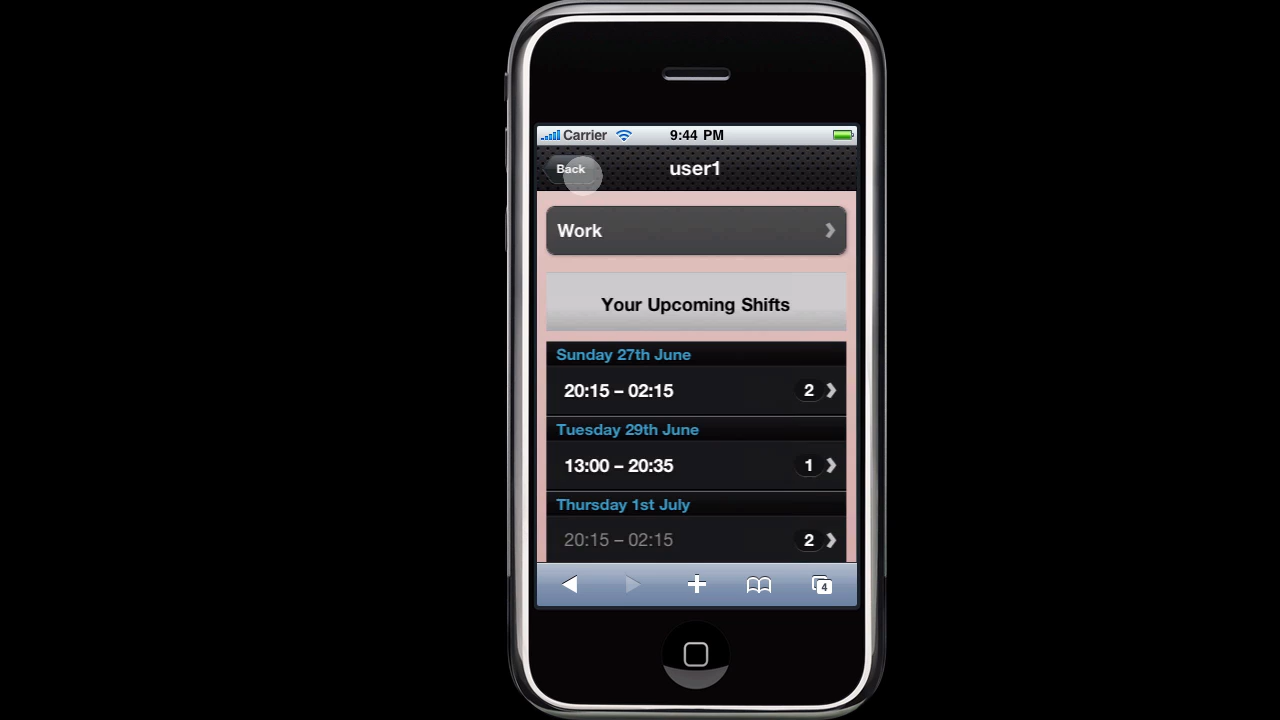 Carrier 9:44 PM
Back user1
Work
Your Upcoming Shifts
Sunday 27th June
20:15 – 02:15 2
Tuesday 29th June
13:00 – 20:35 1
Thursday 1st July
20:15 – 02:15 2
4